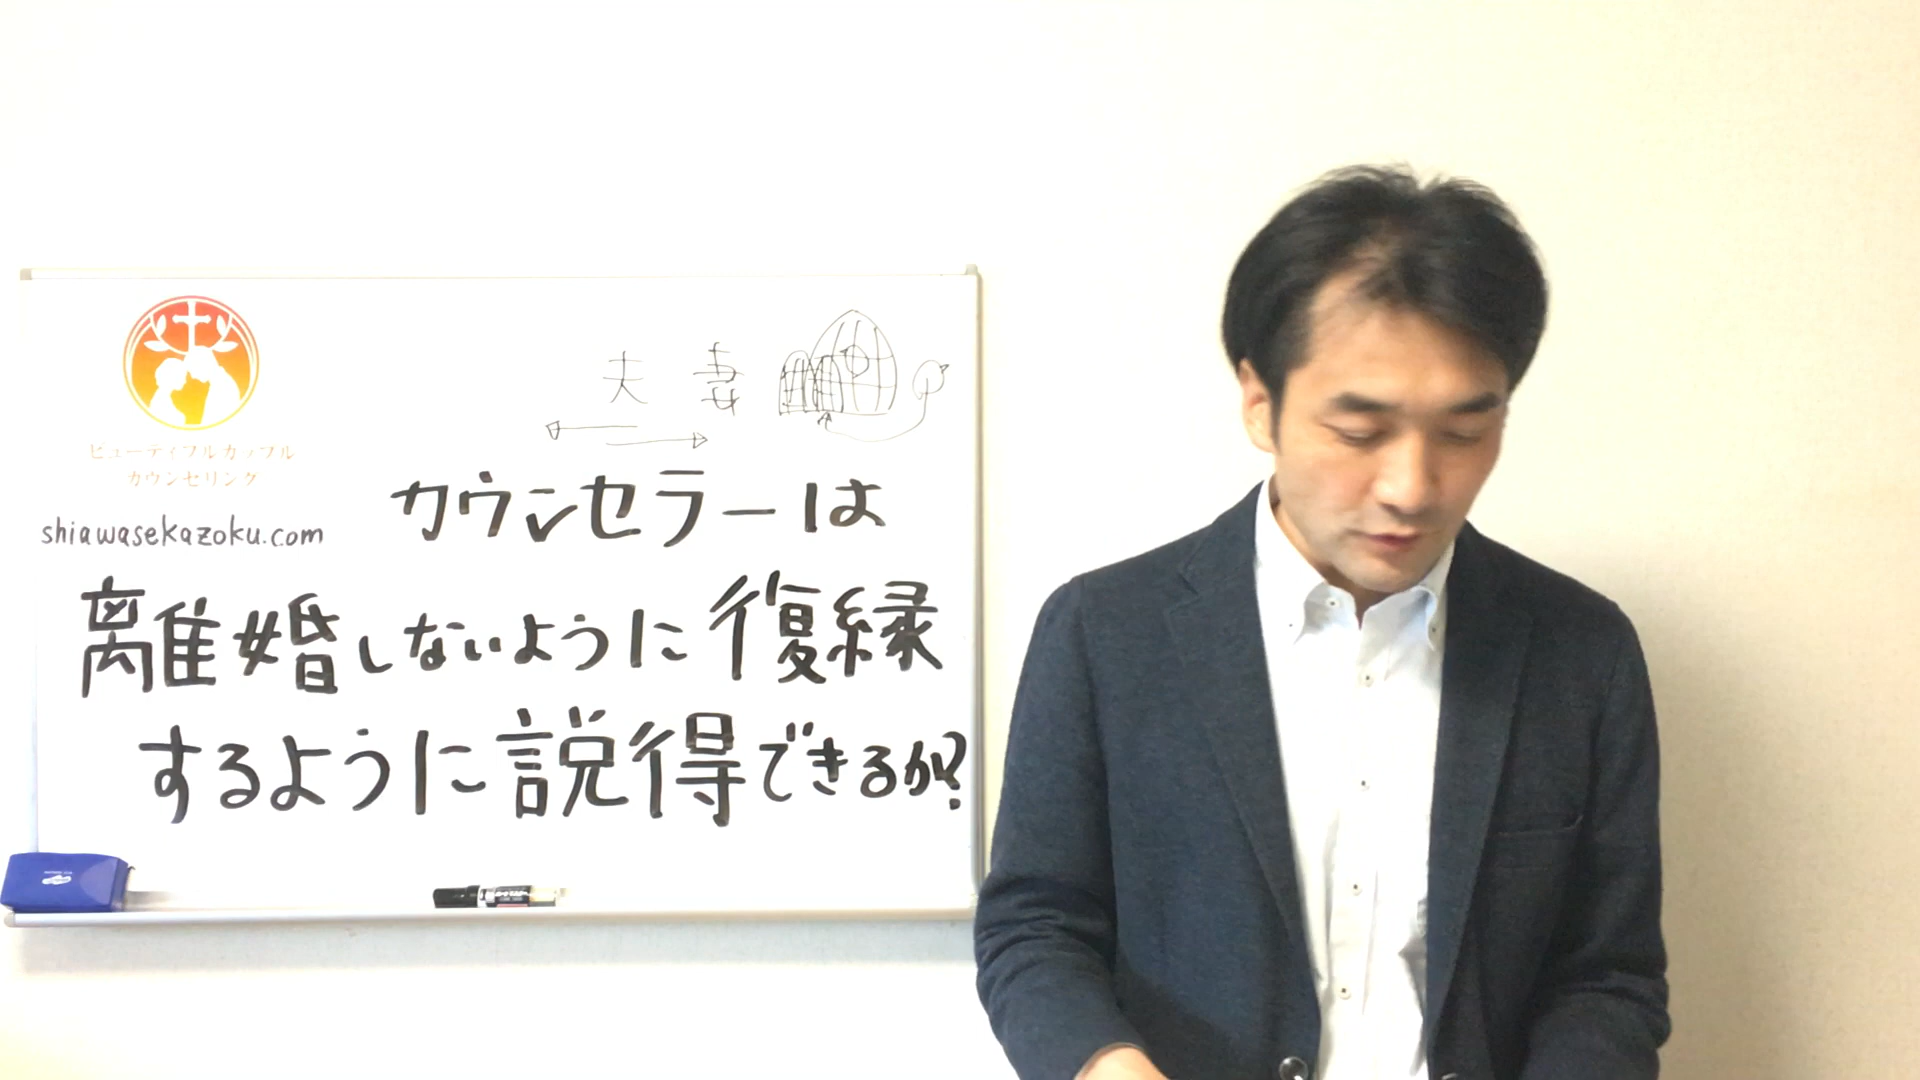 ビューティフルカップル
カウンセリング
shiawasekazoku.com
夫 妻
カウンセラーは
離婚しないように復縁
するように説得できるか?